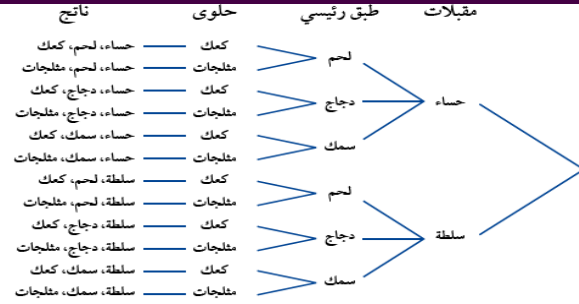 مقبلات طبق رئيسي حلوى ناتج
كعك حساء، لحم، كعك
لحم
مثلجات حساء، لحم، مثلجات
كعك حساء، دجاج، كعك
حساء دجاج
مثلجات حساء، دجاج، مثلجات
كعك حساء، سمك، كعك
سمك
مثلجات حساء، سمك، مثلجات
كعك سلطة، لحم، كعك
لحم
مثلجات سلطة، لحم، مثلجات
كعك سلطة، دجاج، كعك
سلطة دجاج
مثلجات سلطة، دجاج، مثلجات
كعك سلطة، سمك، كعك
سمك
مثلجات سلطة، سمك، مثلجات